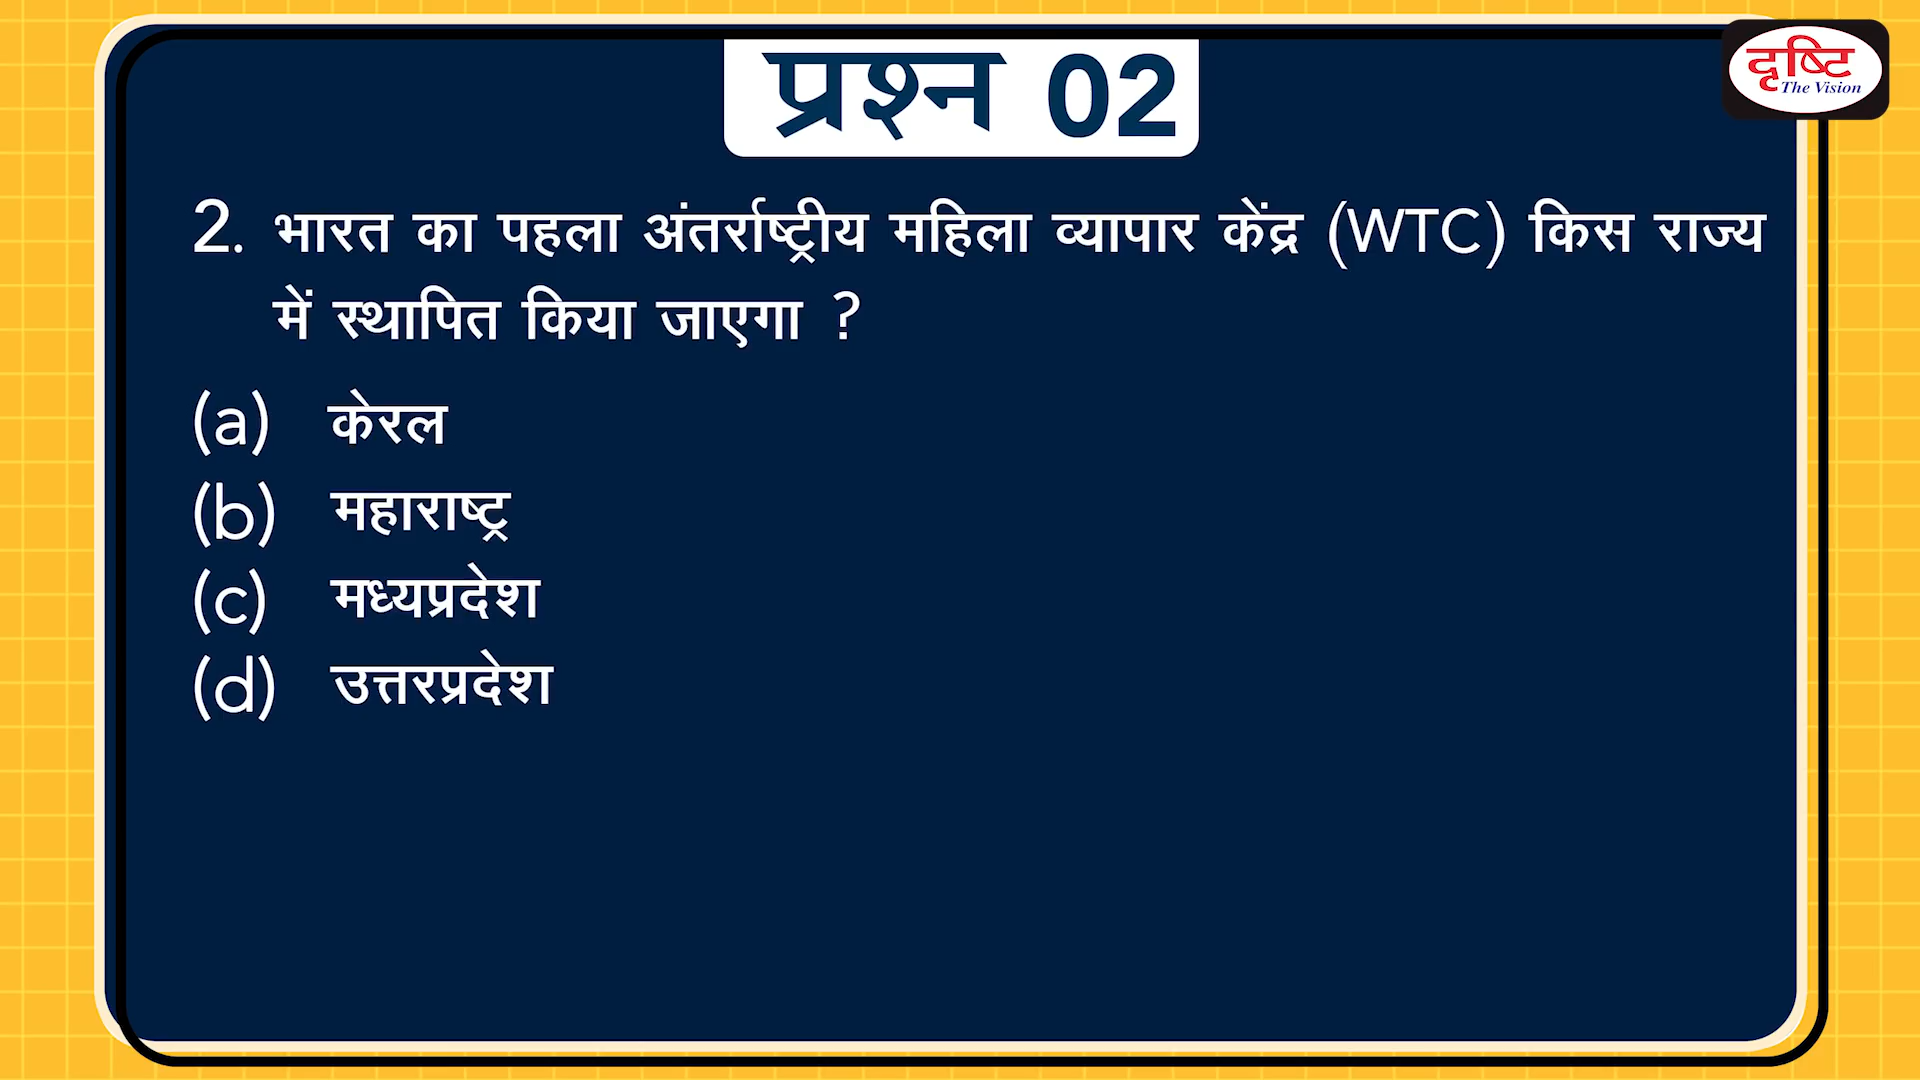 प्रश्न 02
दृष्टि
The Vision
2. भारत का पहला अंतर्राष्ट्रीय महिला व्यापार केंद्र (WTC) किस राज्य
में स्थापित किया जाएगा ?
(a) केरल
(b) महाराष्ट्र
(c) मध्यप्रदेश
(d) उत्तरप्रदेश